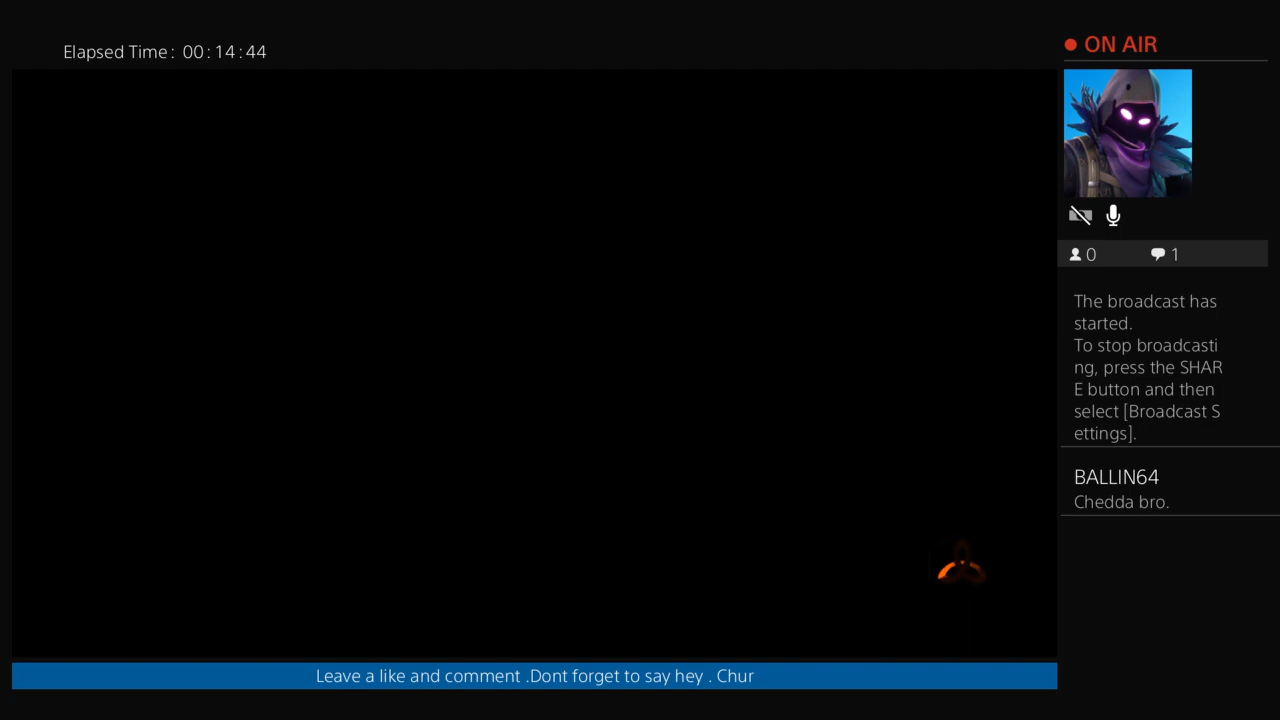 Elapsed Time: 00:14:44
ON AIR
0 1
The broadcast has
started.
To stop broadcasti
ng, press the SHAR
E button and then
select [Broadcast S
ettings].
BALLIN64
Chedda bro.
Leave a like and comment .Dont forget to say hey . Chur